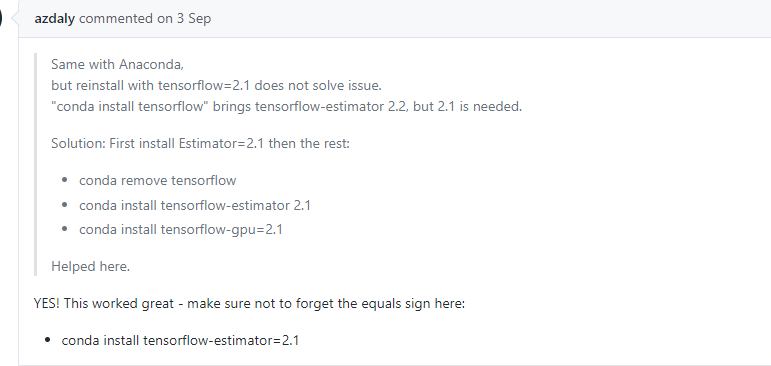 azdaly commented on 3 Sep
Same with Anaconda,
but reinstall with tensorflow=2.1 does not solve issue.
"conda install tensorflow" brings tensorflow-estimator 2.2, but 2.1 is needed.
Solution: First install Estimator=2.1 then the rest:
• conda remove tensorflow
• conda install tensorflow-estimator 2.1
• conda install tensorflow-gpu=2.1
Helped here.
YES! This worked great - make sure not to forget the equals sign here:
• conda install tensorflow-estimator=2.1